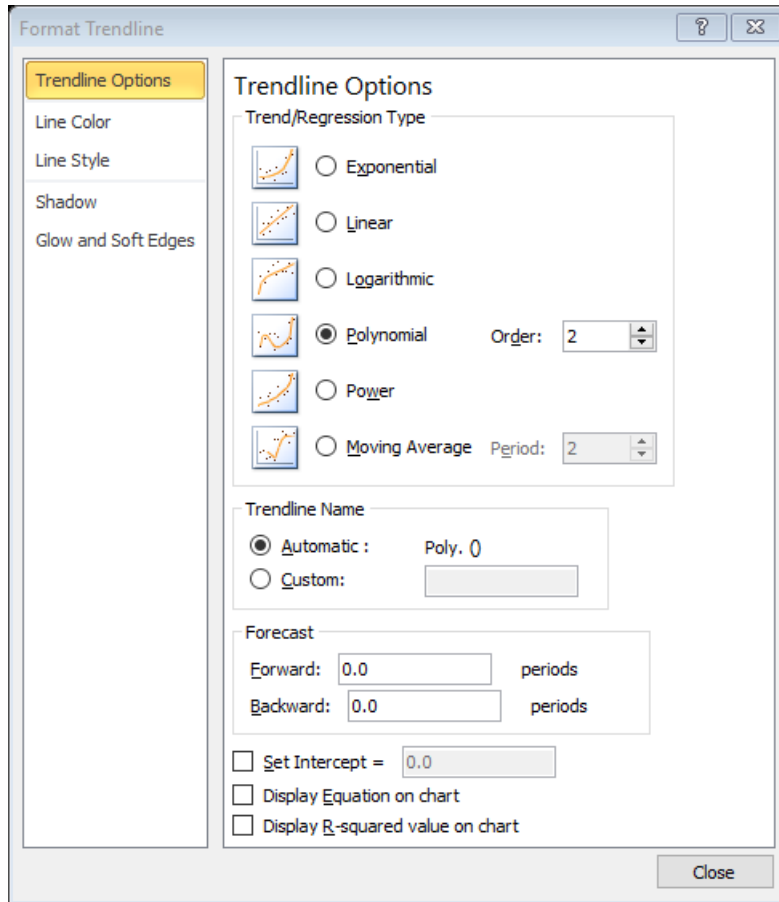 Format Trendline
Trendline Options
Line Color
Line Style
Shadow
Glow and Soft Edges
Trendline Options
Trend/Regression Type
Exponential
Linear
Logarithmic
Polynomial Order: 2
Power
Moving Average Period: 2
Trendline Name
Automatic : Poly. ()
Custom:
Forecast
Forward: 0.0 periods
Backward: 0.0 periods
Set Intercept = 0.0
Display Equation on chart
Display R-squared value on chart
Close